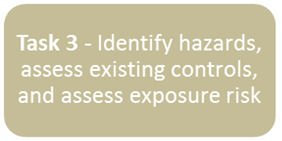 Task 3 - Identify hazards,
assess existing controls,
and assess exposure risk